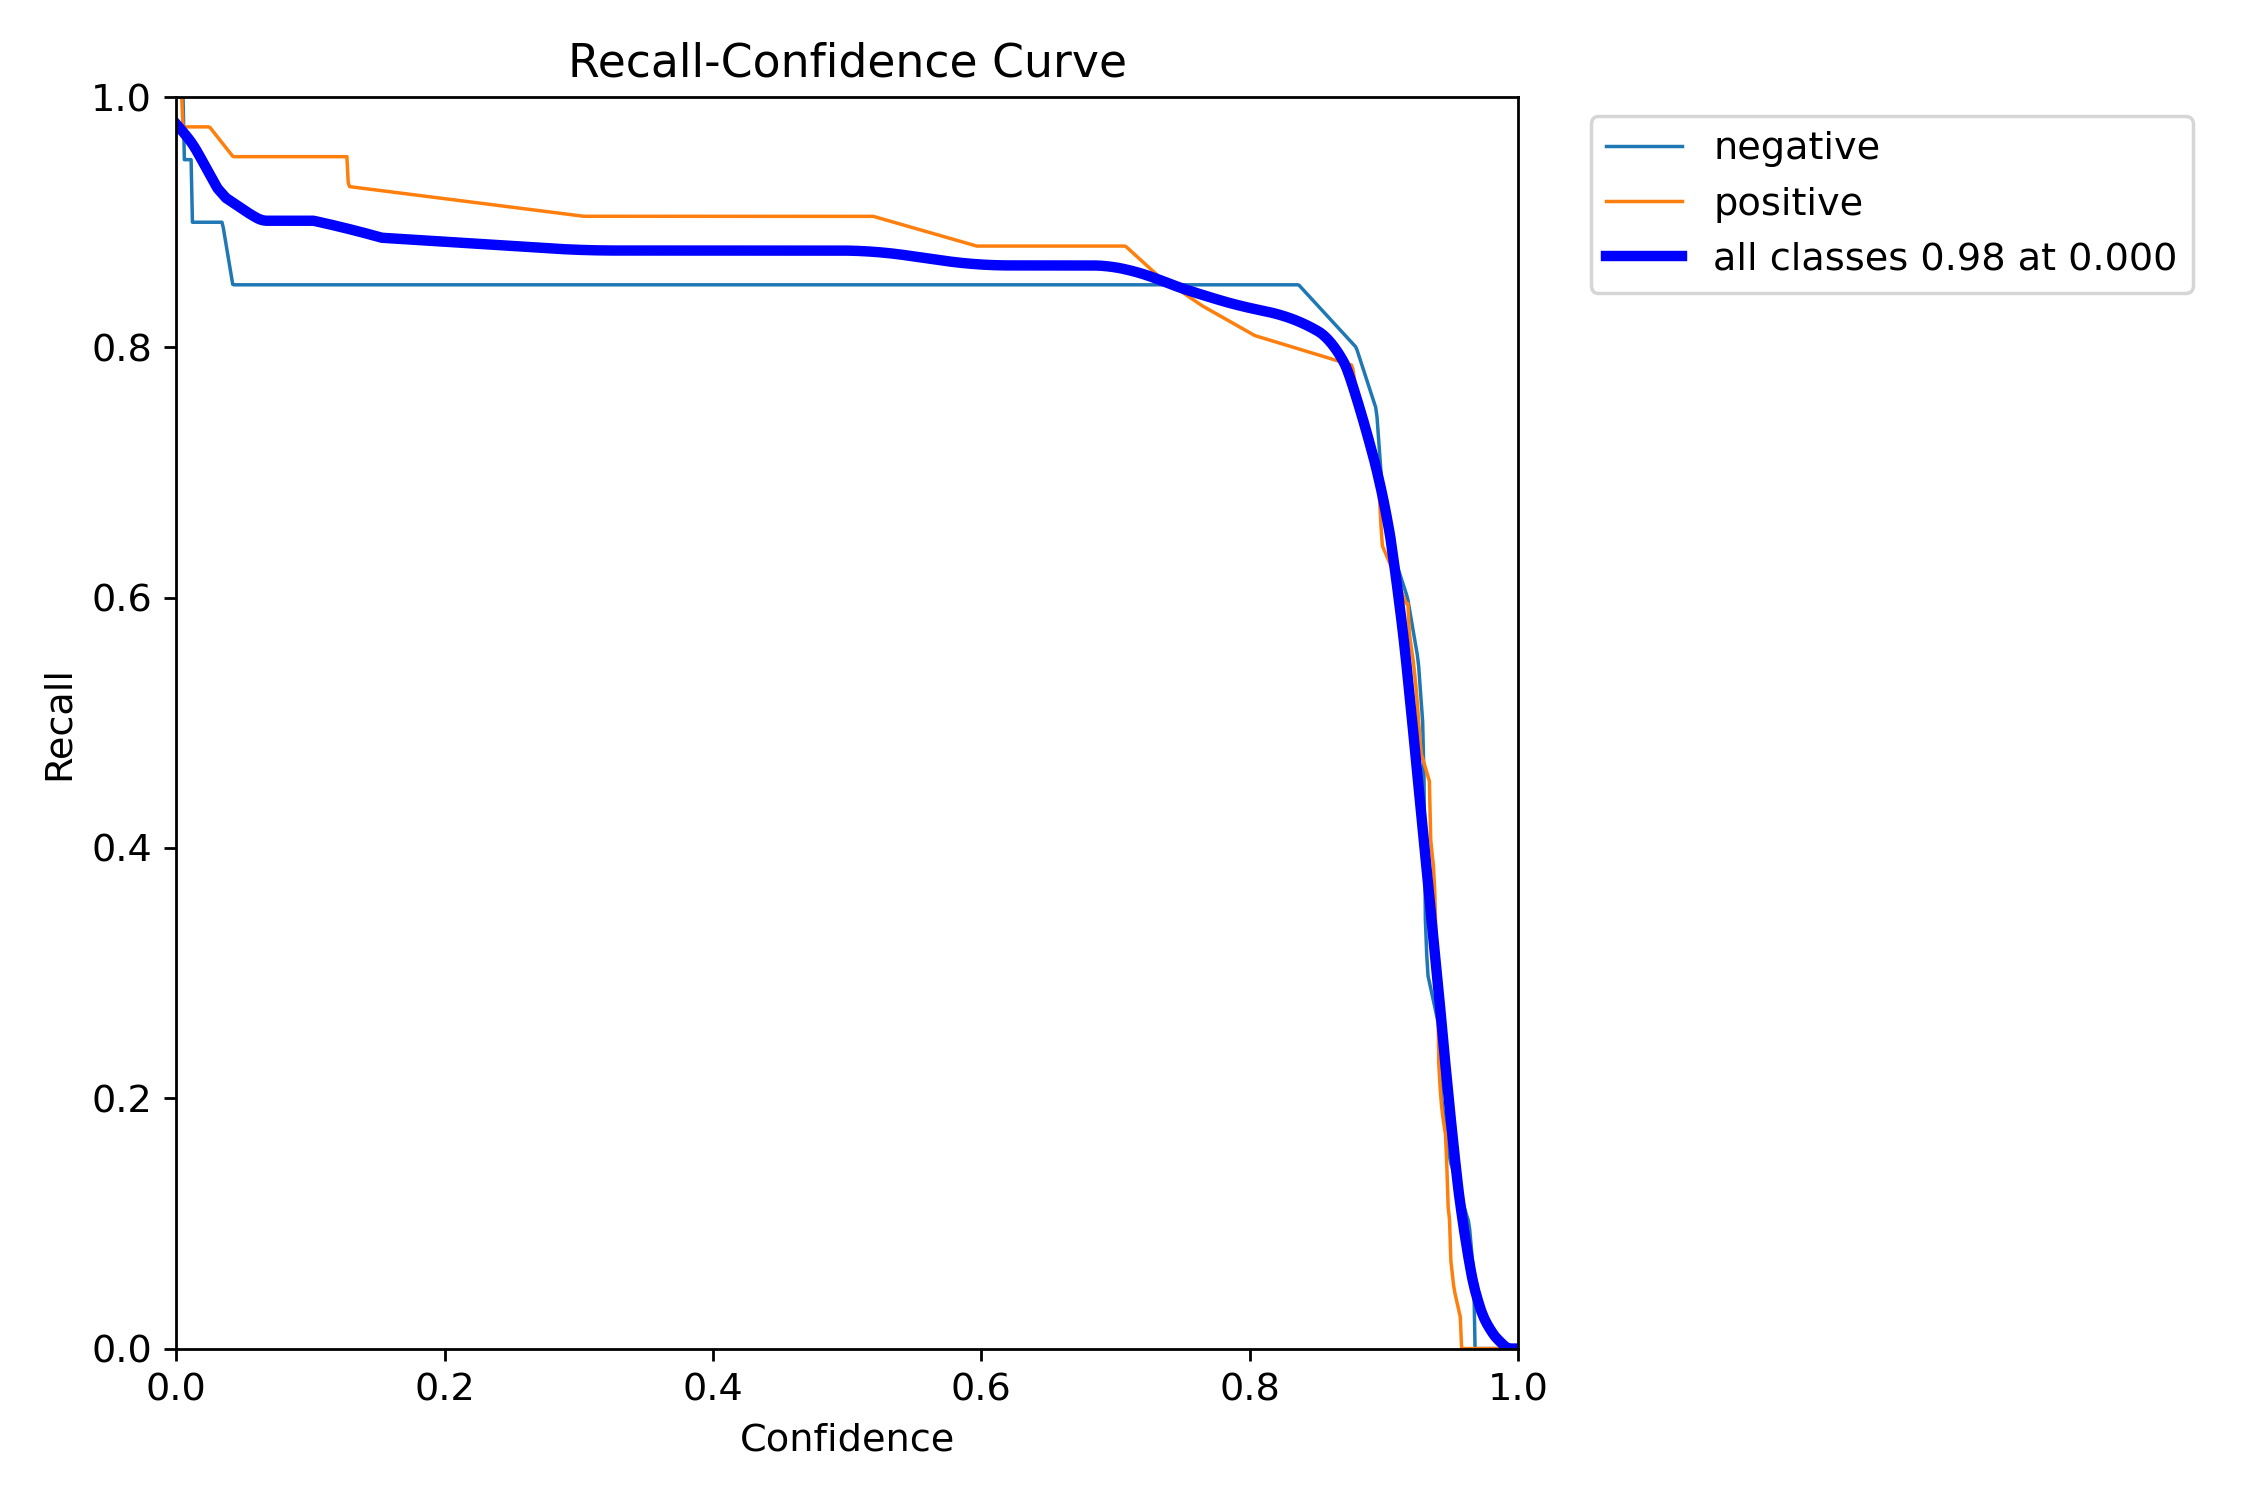 Recall-Confidence Curve
1.0
0.8
0.6
0.4
0.2
0.0
Recall
0.0 0.2 0.4 0.6 0.8 1.0
Confidence
negative
positive
all classes 0.98 at 0.000